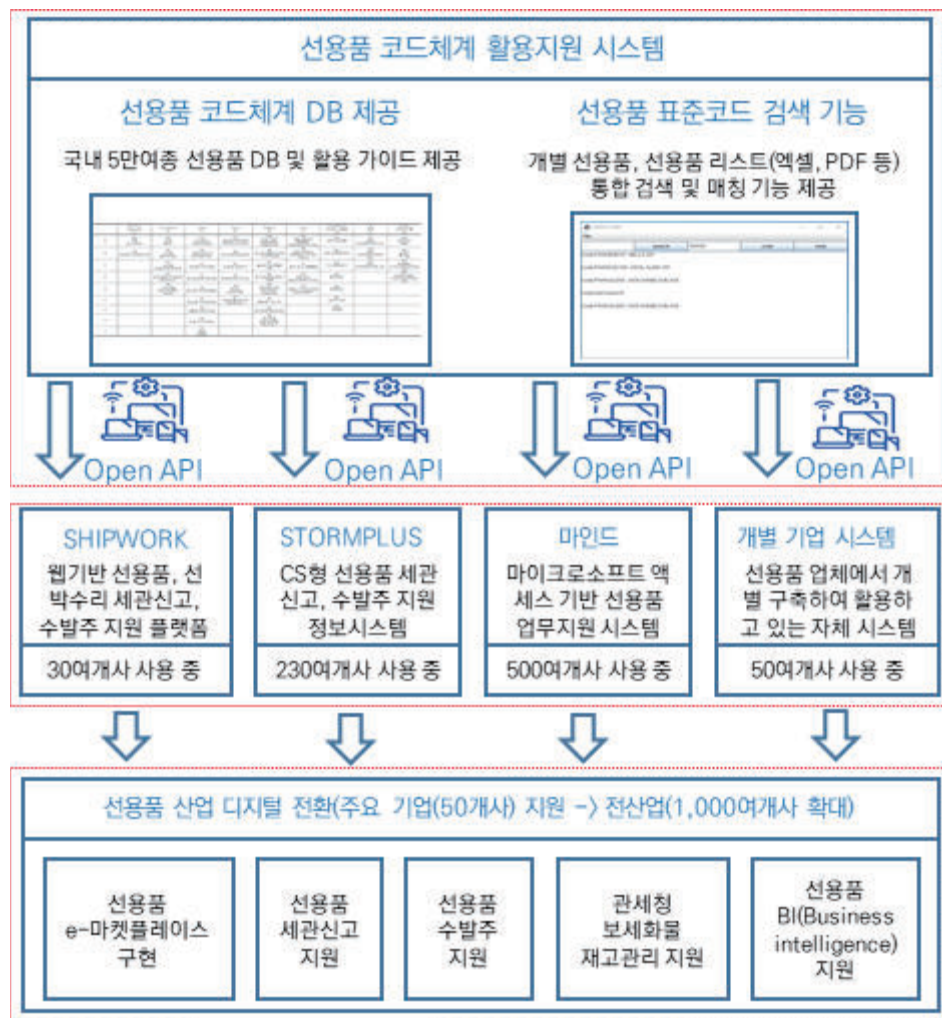 선용품 코드체계 활용지원 시스템
선용품 코드체계 DB 제공
국내 5만여종 선용품 DB 및 활용 가이드 제공
선용품 표준코드 검색 기능
개별 선용품, 선용품 리스트(엑셀, PDF 등)
통합 검색 및 매칭 기능 제공
Open API
Open API
Open API
Open API
SHIPWORK
웹기반 선용품, 선
박수리 세관신고,
수발주 지원 플랫폼
30여개사 사용 중
STORMPLUS
CS형 선용품 세관
신고, 수발주 지원
정보시스템
230여개사 사용 중
마인드
마이크로소프트 액
세스 기반 선용품
업무지원 시스템
500여개사 사용 중
개별 기업 시스템
선용품 업체에서 개
별 구축하여 활용하
고 있는 자체 시스템
50여개사 사용 중
선용품 산업 디지털 전환(주요 기업(50개사) 지원 -> 전산업(1,000여개사 확대)
선용품
e-마켓플레이스
구현
선용품
세관신고
지원
선용품
수발주
지원
관세청
보세화물
재고관리 지원
선용품
BI(Business
intelligence)
지원